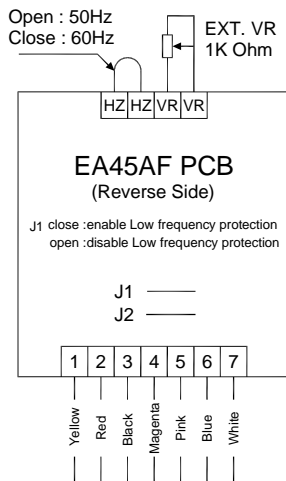 Open : 50Hz
Close : 60Hz
EXT. VR
1K Ohm
HZ HZ VR VR
EA45AF PCB
(Reverse Side)
J1 close :enable Low frequency protection
open :disable Low frequency protection
J1
J2
1 2 3 4 5 6 7
Yellow Red Black Magenta Pink Blue White